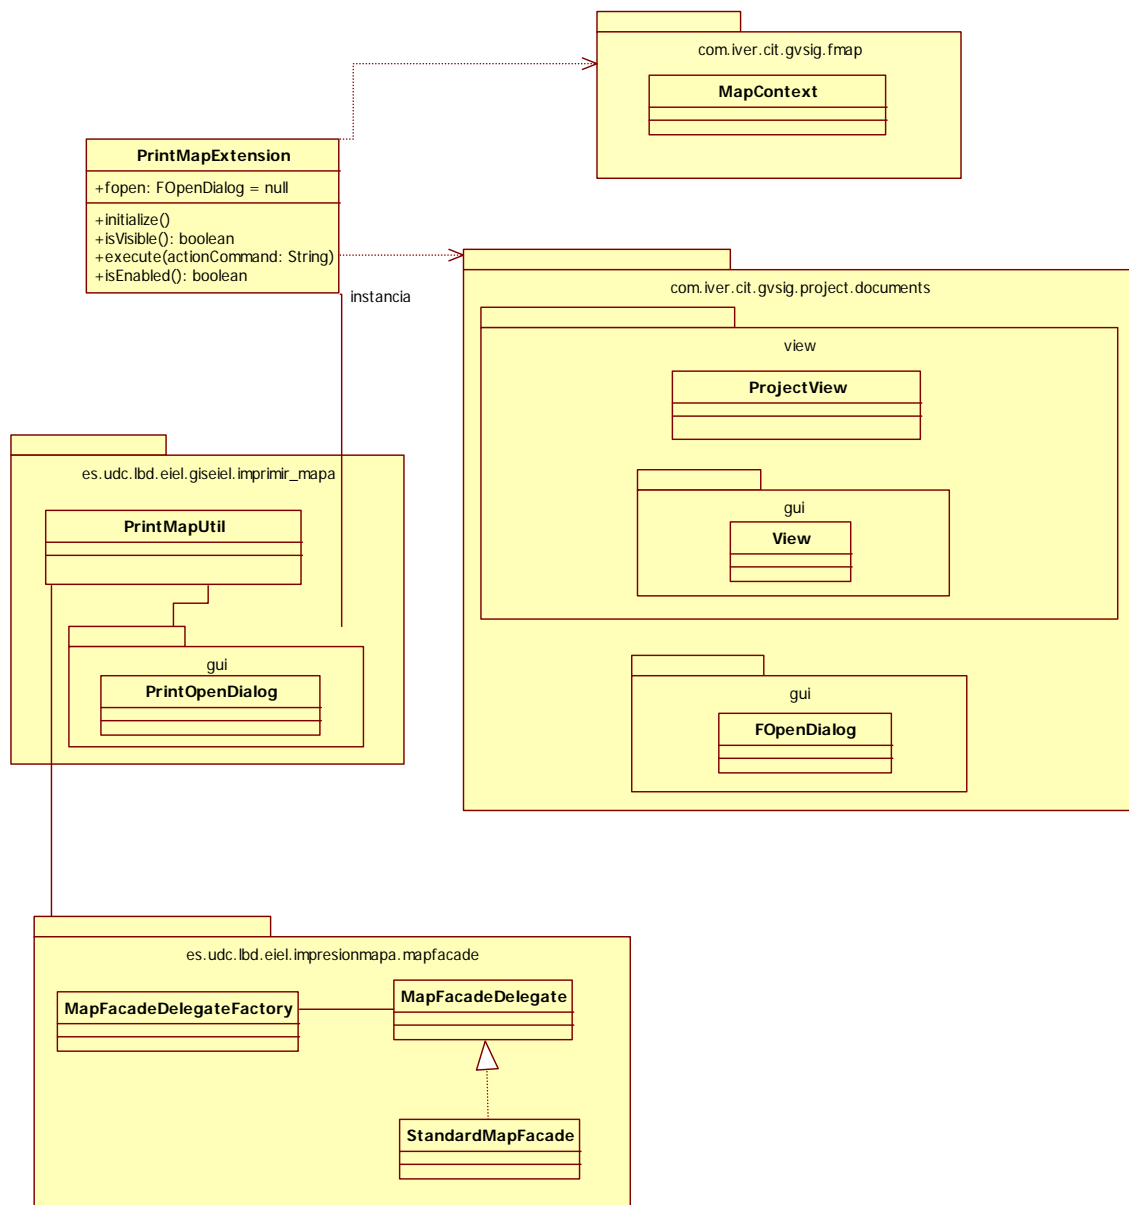 com.iver.cit.gvsig.fmap
MapContext
PrintMapExtension
+fopen: FOpenDialog = null
+initialize()
+isVisible(): boolean
+execute(actionCommand: String)
+isEnabled(): boolean
instancia
com.iver.cit.gvsig.project.documents
view
ProjectView
gui
View
gui
FOpenDialog
es.udc.lbd.eiel.giseiel.imprimir_mapa
PrintMapUtil
gui
PrintOpenDialog
es.udc.lbd.eiel.impresionmapa.mapfacade
MapFacadeDelegateFactory
MapFacadeDelegate
StandardMapFacade